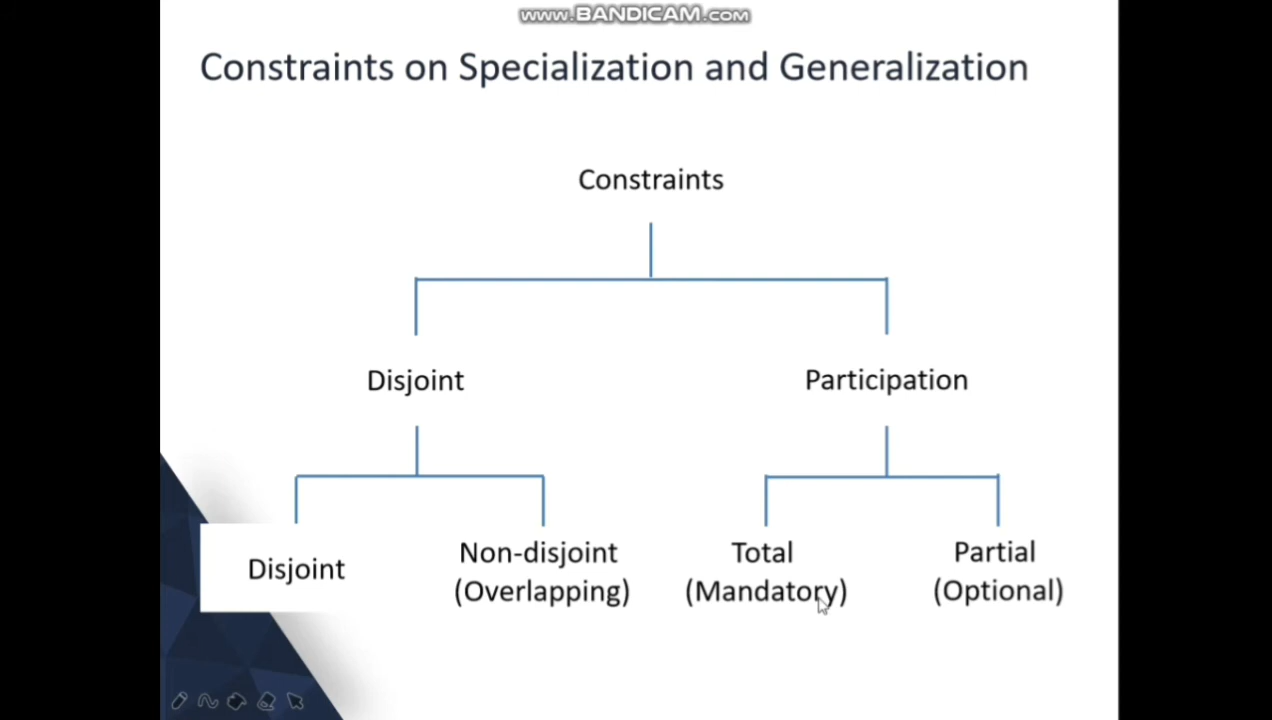 www.BANDICAM.com
Constraints on Specialization and Generalization
Constraints
Disjoint
Participation
Disjoint
Non-disjoint
(Overlapping)
Total
(Mandatory)
Partial
(Optional)